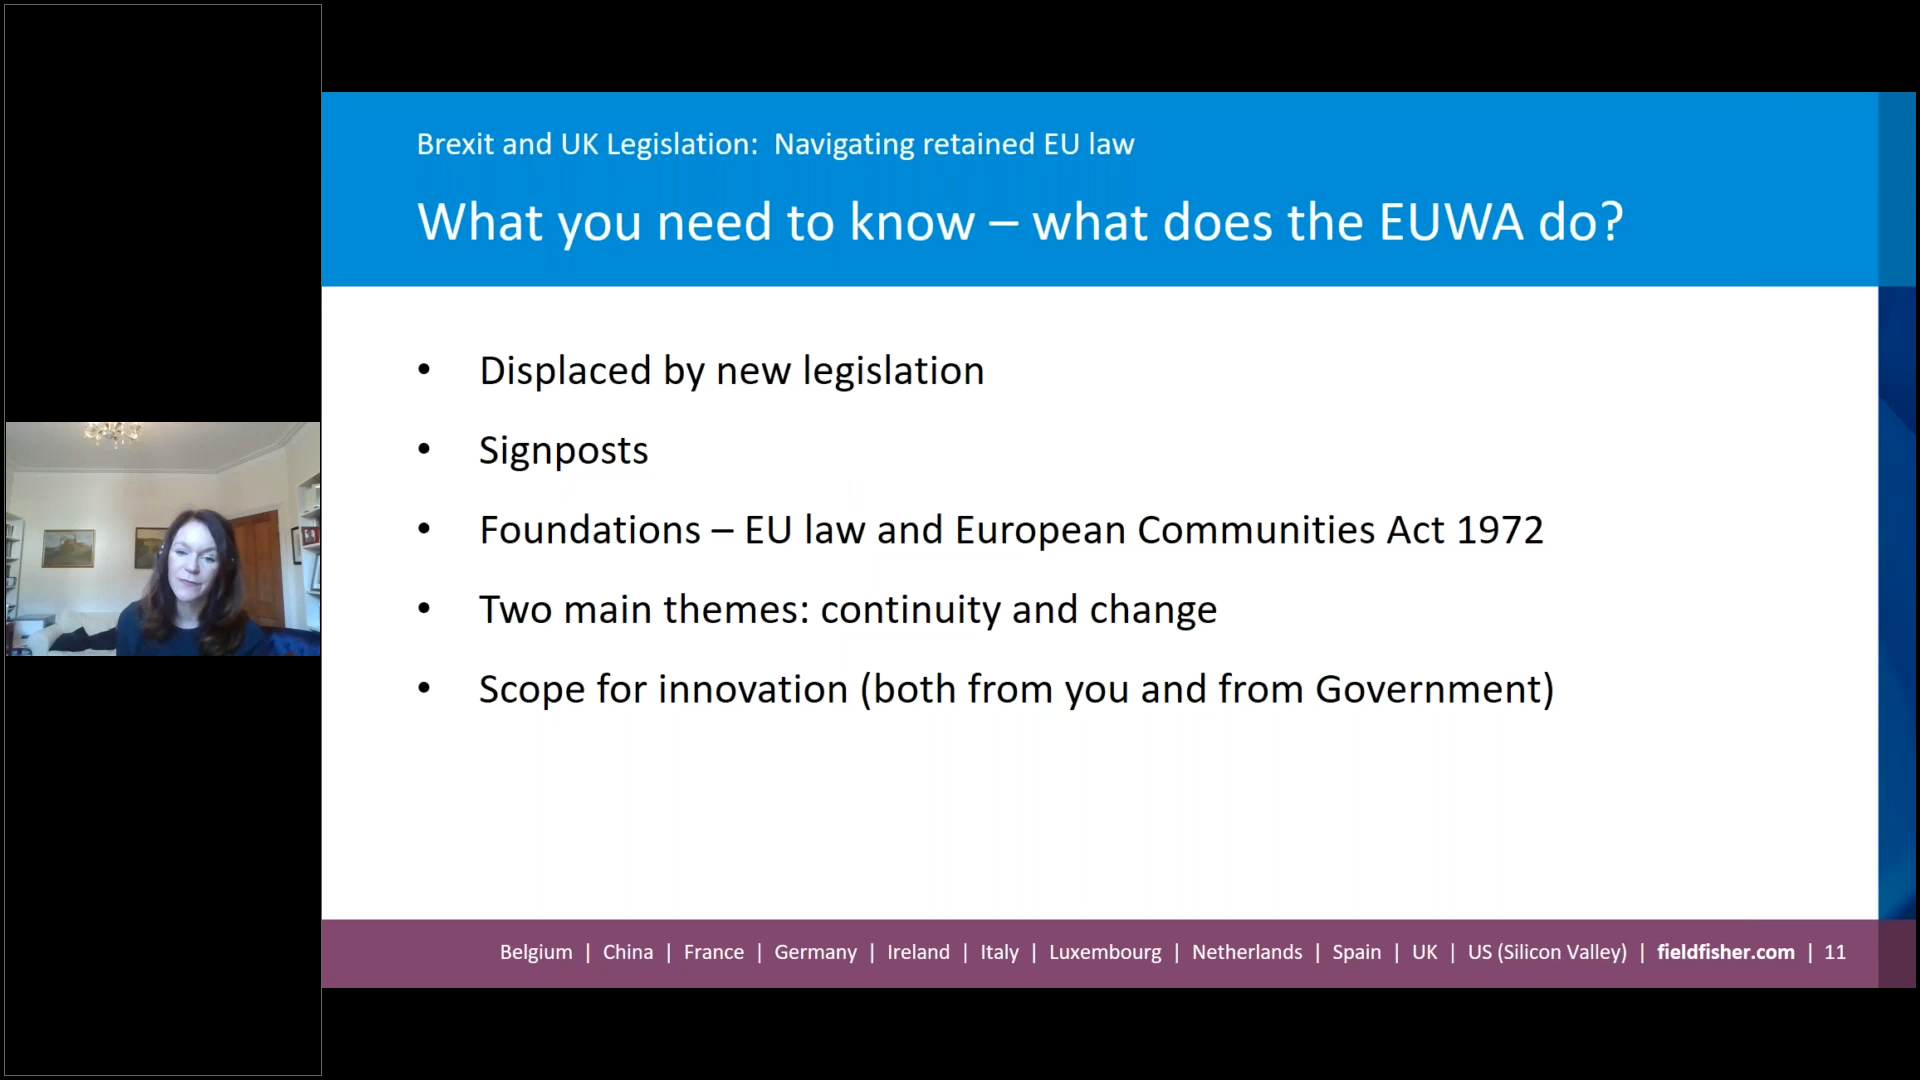 Brexit and UK Legislation:  Navigating retained EU law
What you need to know – what does the EUWA do?
• Displaced by new legislation
• Signposts
• Foundations – EU law and European Communities Act 1972
• Two main themes: continuity and change
• Scope for innovation (both from you and from Government)
Belgium | China | France | Germany | Ireland | Italy | Luxembourg | Netherlands | Spain | UK | US (Silicon Valley) | fieldfisher.com | 11